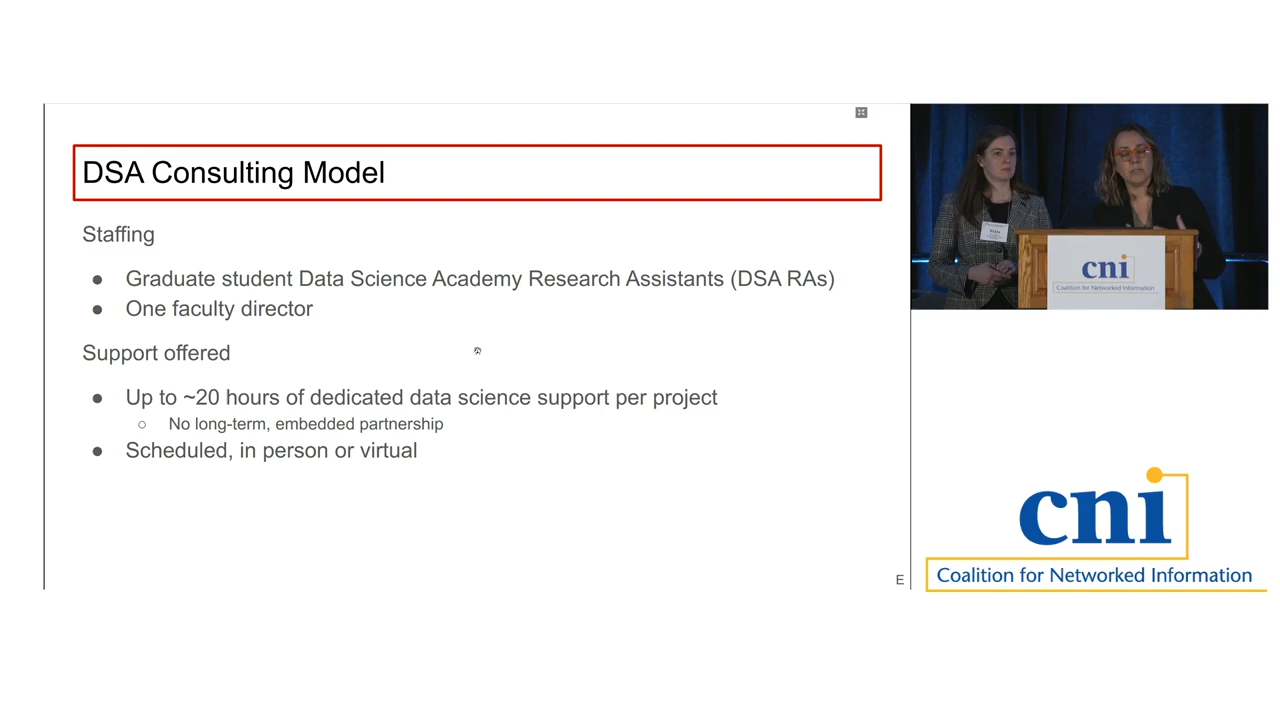 DSA Consulting Model
Staffing
● Graduate student Data Science Academy Research Assistants (DSA RAs)
● One faculty director
Support offered
● Up to ~20 hours of dedicated data science support per project
○ No long-term, embedded partnership
● Scheduled, in person or virtual
E
cni
Coalition for Networked Information
cni
Coalition for Networked Information